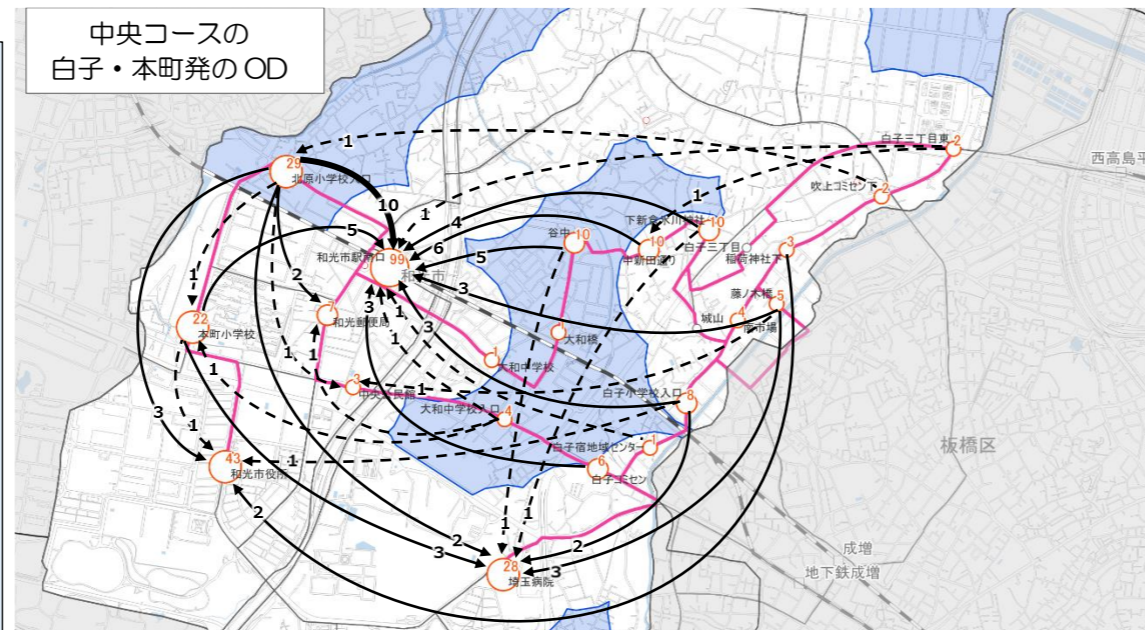 中央コースの
白子・本町発のOD
1
白子三丁目東
2
西高島平
29
北原小学校入口
吹上コミセン下
2
10
1
1
5
4
6
下新倉氷川神社
10
谷中
10
10
中新田通り
白子三丁目
稲荷神社下
3
和光市駅南口
99
和光市
5
3
2
7
和光郵便局
1
22
本町小学校
3
1
1
3
藤ノ木橋
5
4
南市場
城山
大和橋
1
大和中学校
1
1
1
1
3
中央公民館
1
大和中学校入口
4
白子小学校入口
8
3
43
和光市役所
1
1
白子宿地域センター
1
6
白子コミセン
板橋区
2
1
1
2
3
2
3
28
埼玉病院
成増
地下鉄成増